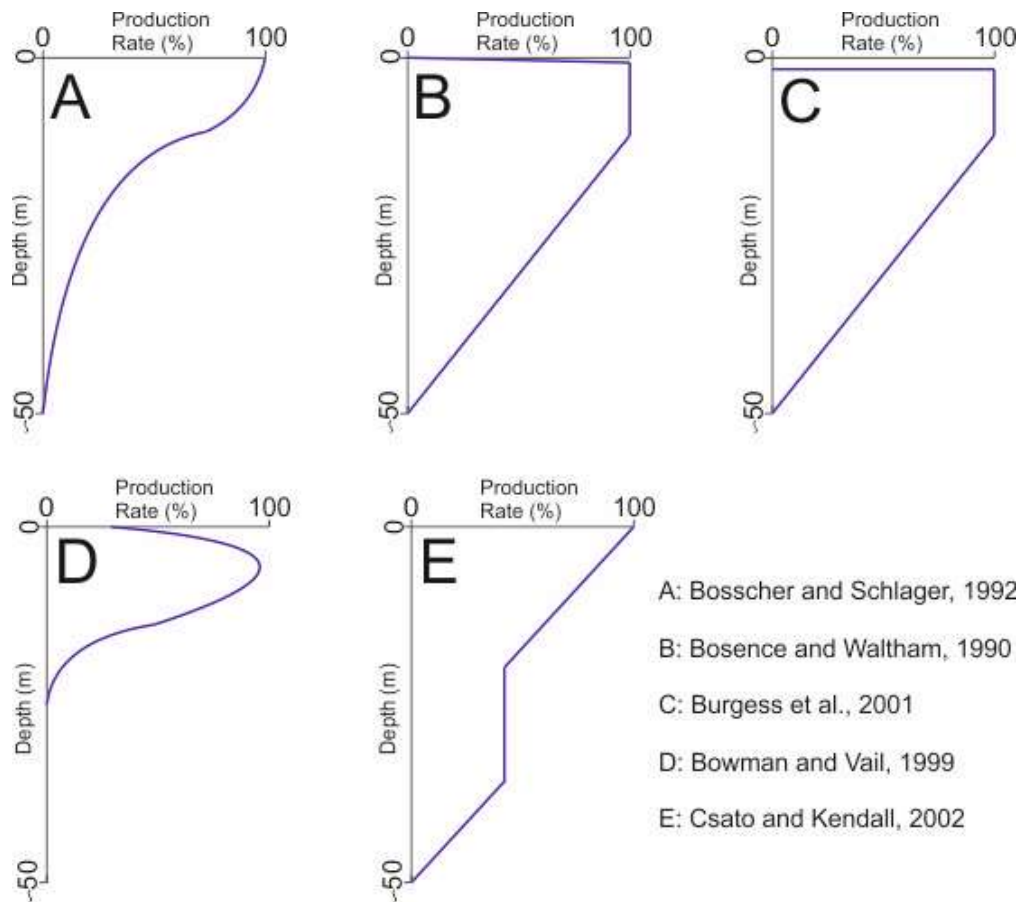 Production
Rate (%)
0
100
0
A
Depth (m)
~50
Production
Rate (%)
0
100
0
B
Depth (m)
~50
Production
Rate (%)
0
100
0
C
Depth (m)
~50
Production
Rate (%)
0
100
0
D
Depth (m)
~50
Production
Rate (%)
0
100
0
E
Depth (m)
~50
A: Bosscher and Schlager, 1992
B: Bosence and Waltham, 1990
C: Burgess et al., 2001
D: Bowman and Vail, 1999
E: Csato and Kendall, 2002